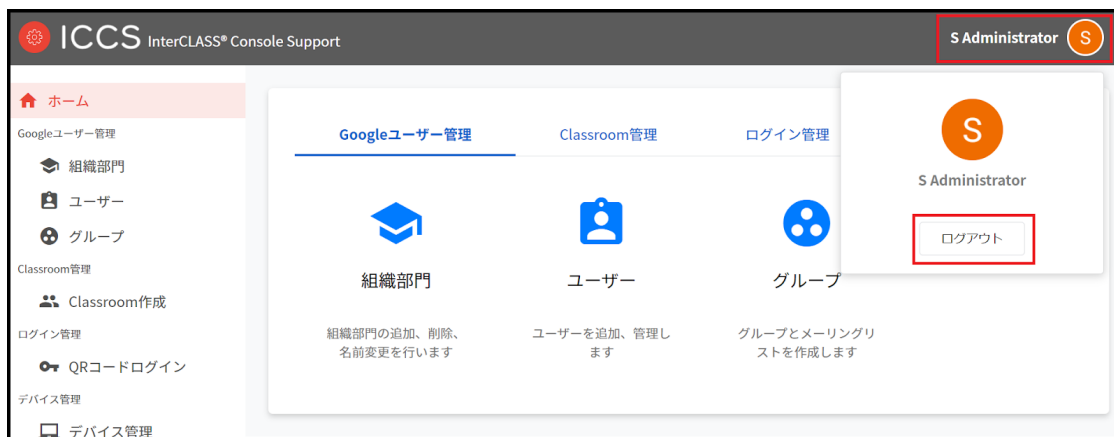 ICCS InterCLASS® Console Support
S Administrator
S
ホーム
Googleユーザー管理
組織部門
ユーザー
グループ
Classroom管理
Classroom作成
ログイン管理
QRコードログイン
デバイス管理
デバイス管理
Googleユーザー管理
Classroom管理
ログイン管理
組織部門
組織部門の追加、削除、
名前変更を行います
ユーザー
ユーザーを追加、管理し
ます
グループ
グループとメーリングリ
ストを作成します
S
S Administrator
ログアウト